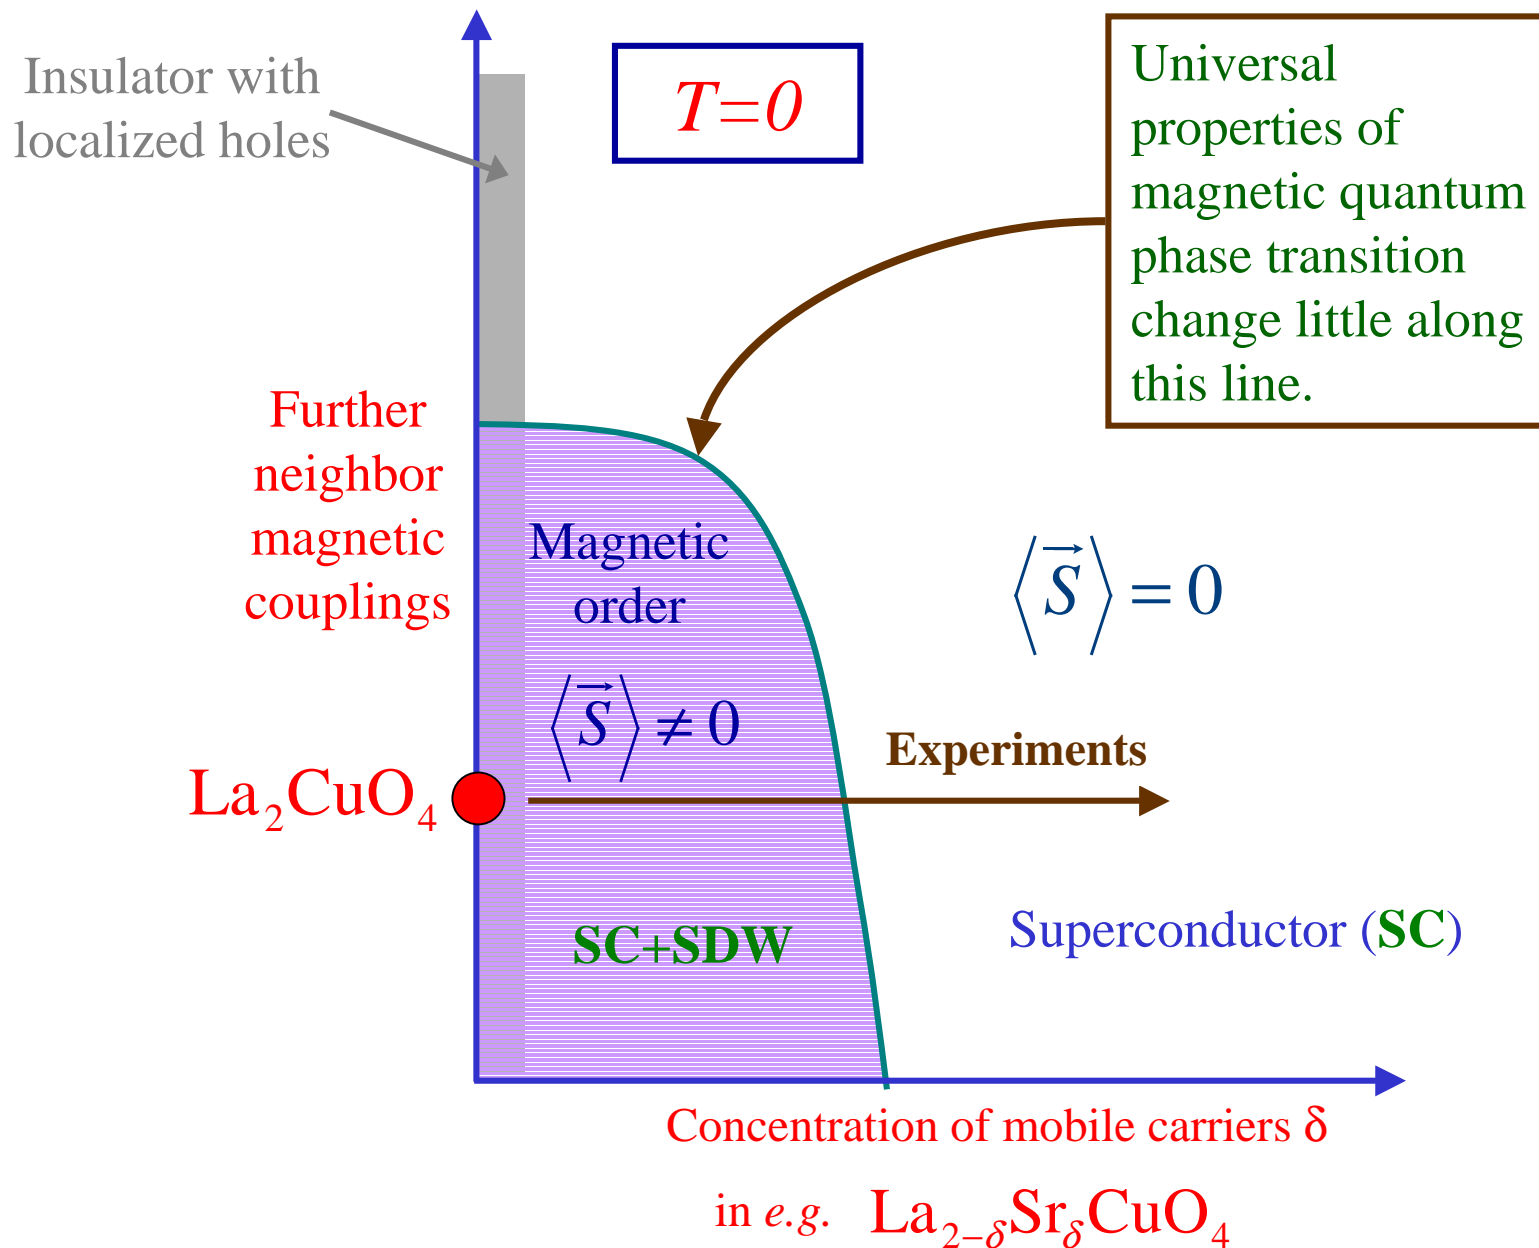 Insulator with
localized holes
T=0
Universal
properties of
magnetic quantum
phase transition
change little along
this line.
Further
neighbor
magnetic
couplings
Magnetic
order
⟨S⃗⟩ ≠ 0
⟨S⃗⟩ = 0
Experiments
La₂CuO₄
SC+SDW
Superconductor (SC)
Concentration of mobile carriers δ
in e.g. La₂₋δSrδCuO₄